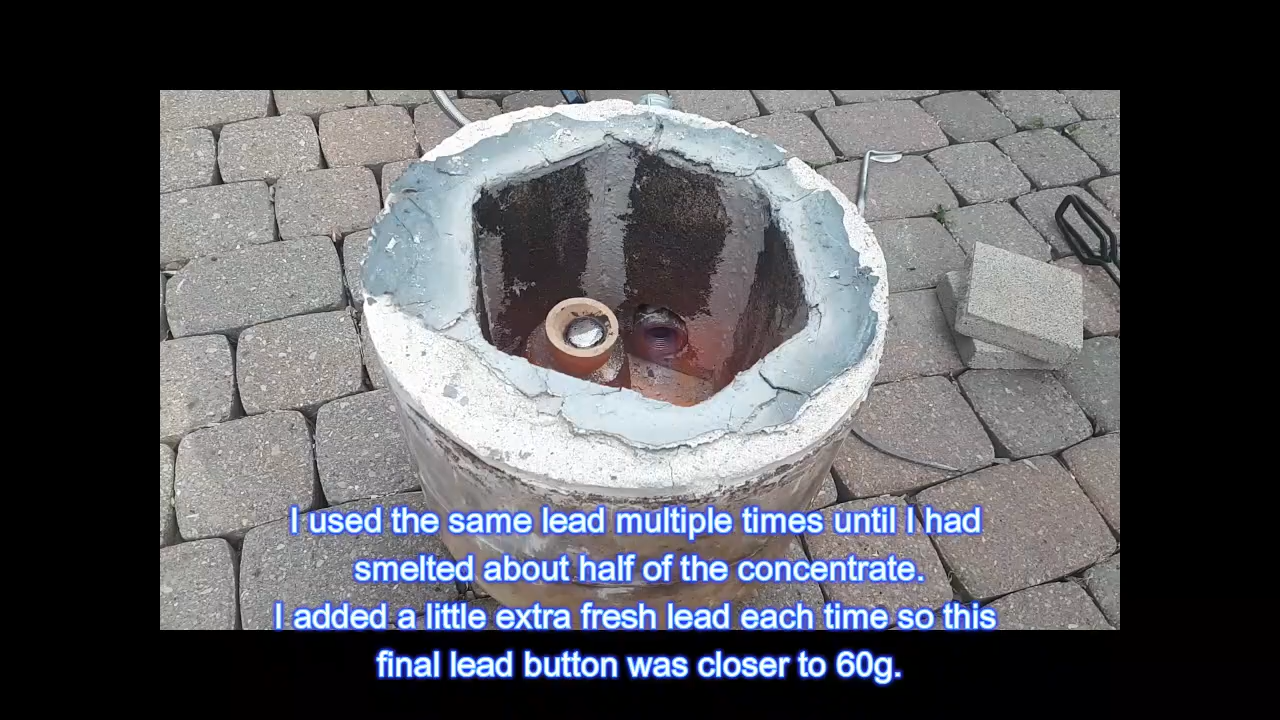 I used the same lead multiple times until I had
smelted about half of the concentrate.
I added a little extra fresh lead each time so this
final lead button was closer to 60g.